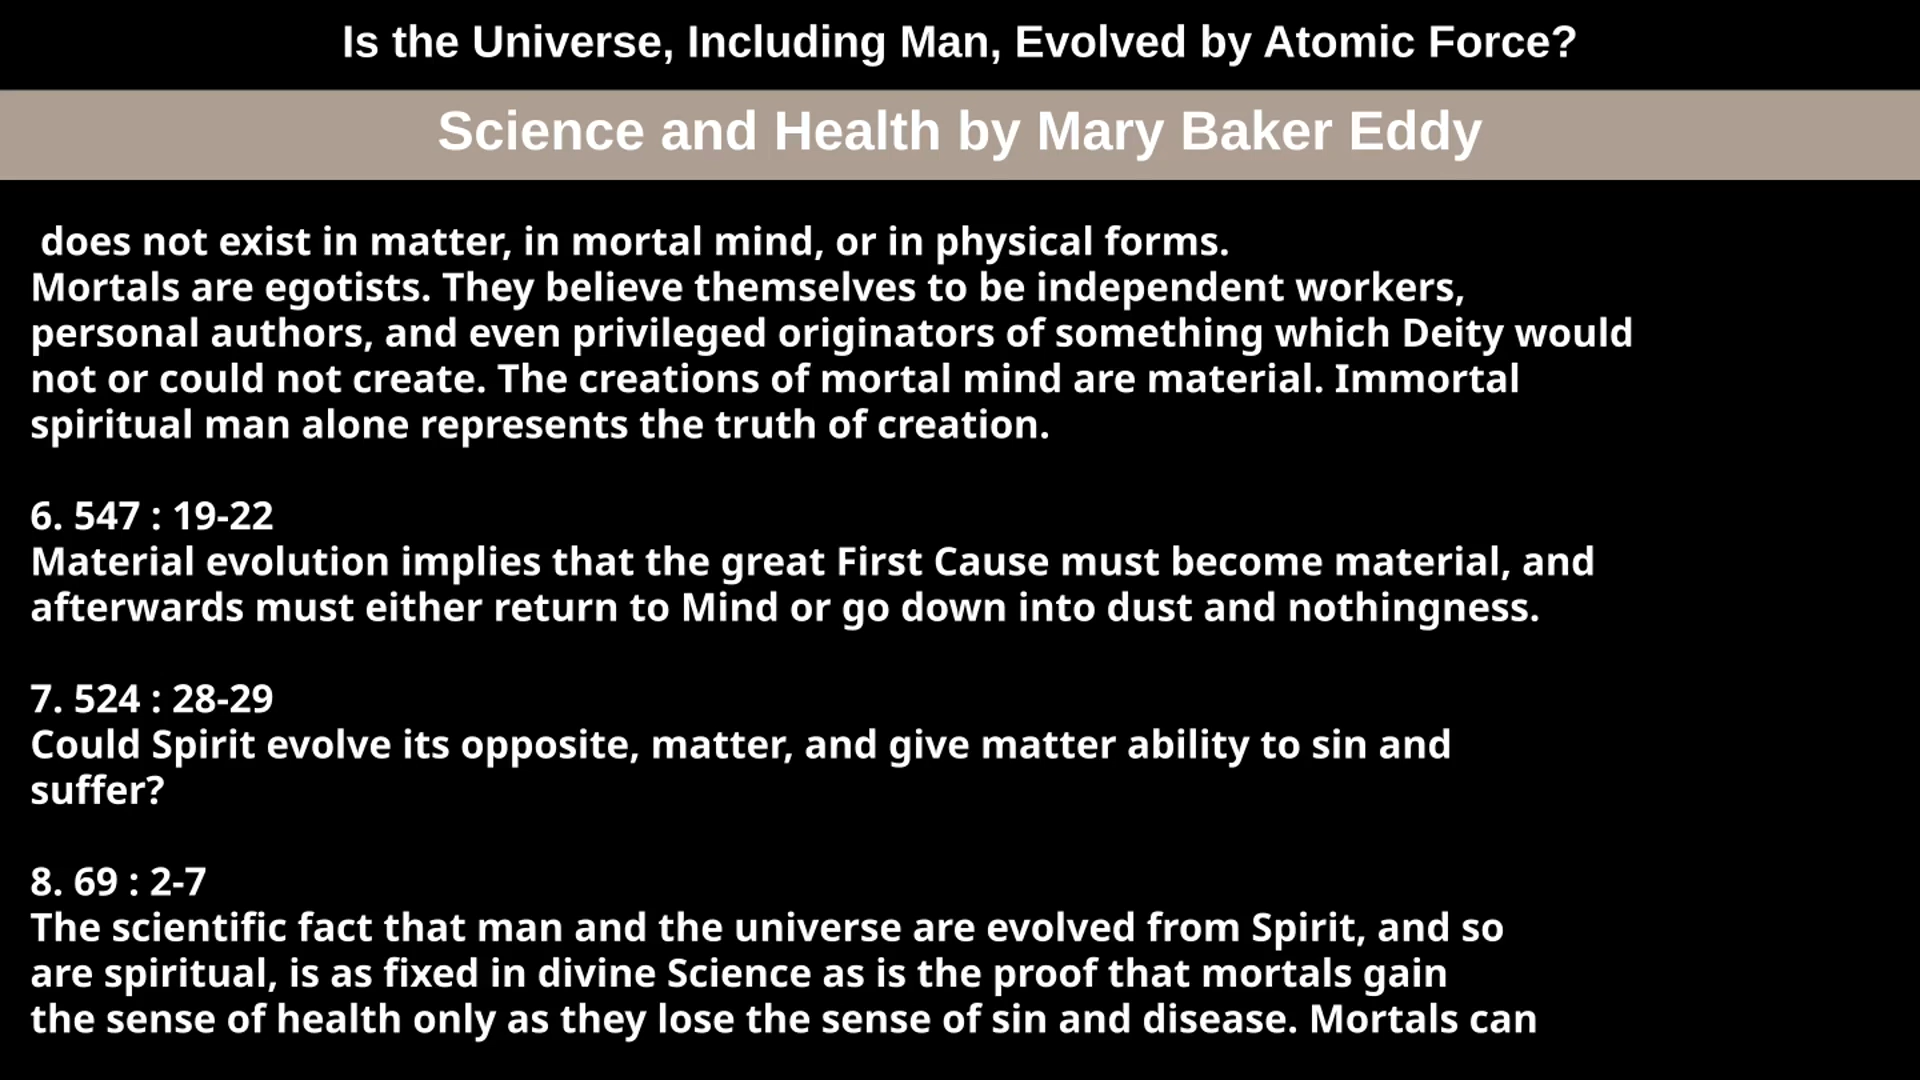 Is the Universe, Including Man, Evolved by Atomic Force?
Science and Health by Mary Baker Eddy
does not exist in matter, in mortal mind, or in physical forms.
Mortals are egotists. They believe themselves to be independent workers,
personal authors, and even privileged originators of something which Deity would
not or could not create. The creations of mortal mind are material. Immortal
spiritual man alone represents the truth of creation.
6. 547 : 19-22
Material evolution implies that the great First Cause must become material, and
afterwards must either return to Mind or go down into dust and nothingness.
7. 524 : 28-29
Could Spirit evolve its opposite, matter, and give matter ability to sin and
suffer?
8. 69 : 2-7
The scientific fact that man and the universe are evolved from Spirit, and so
are spiritual, is as fixed in divine Science as is the proof that mortals gain
the sense of health only as they lose the sense of sin and disease. Mortals can